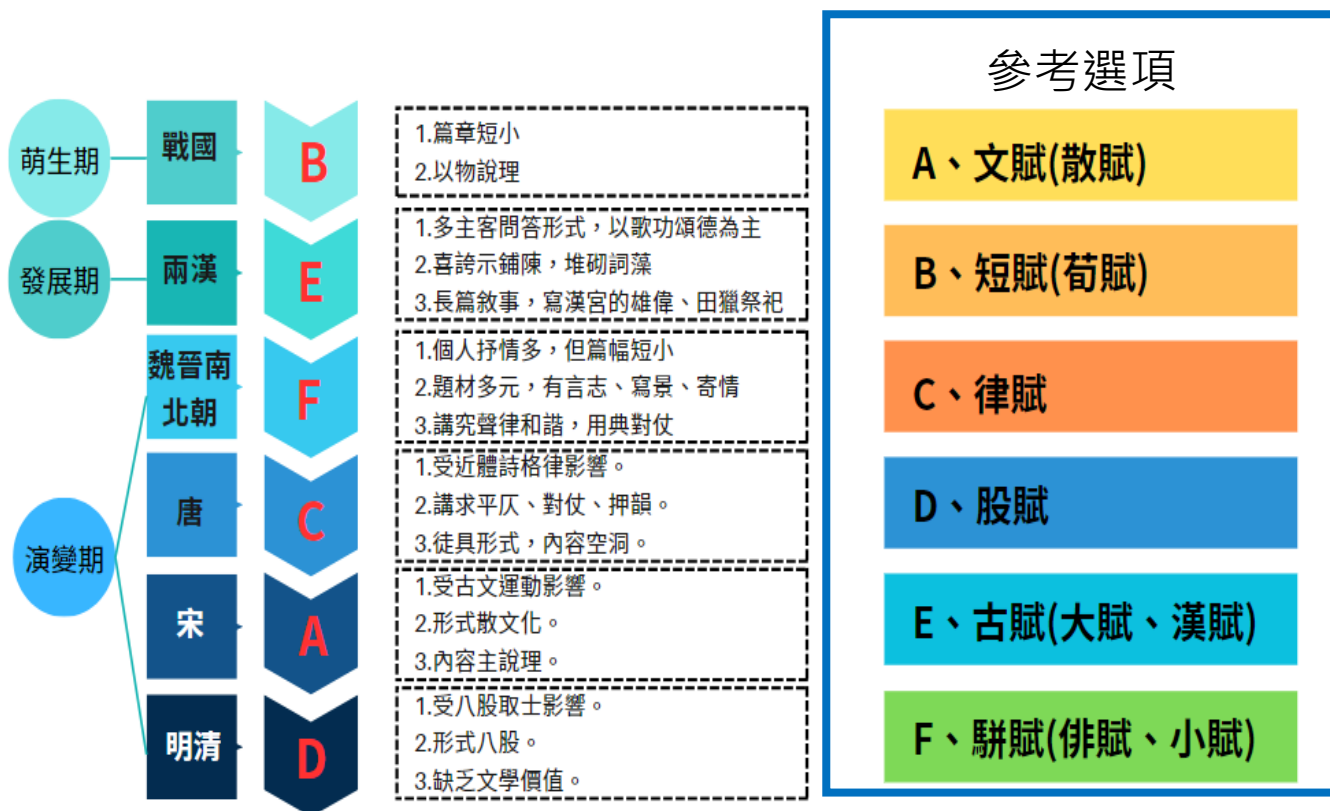 萌生期
戰國
B
1.篇章短小
2.以物說理
發展期
兩漢
E
1.多主客問答形式，以歌功頌德為主
2.喜誇示鋪陳，堆砌詞藻
3.長篇敘事，寫漢宮的雄偉、田獵祭祀
演變期
魏晉南
北朝
F
1.個人抒情多，但篇幅短小
2.題材多元，有言志、寫景、寄情
3.講究聲律和諧，用典對仗
唐
C
1.受近體詩格律影響。
2.講求平仄、對仗、押韻。
3.徒具形式，內容空洞。
宋
A
1.受古文運動影響。
2.形式散文化。
3.內容主說理。
明清
D
1.受八股取士影響。
2.形式八股。
3.缺乏文學價值。
參考選項
A、文賦(散賦)
B、短賦(荀賦)
C、律賦
D、股賦
E、古賦(大賦、漢賦)
F、駢賦(俳賦、小賦)